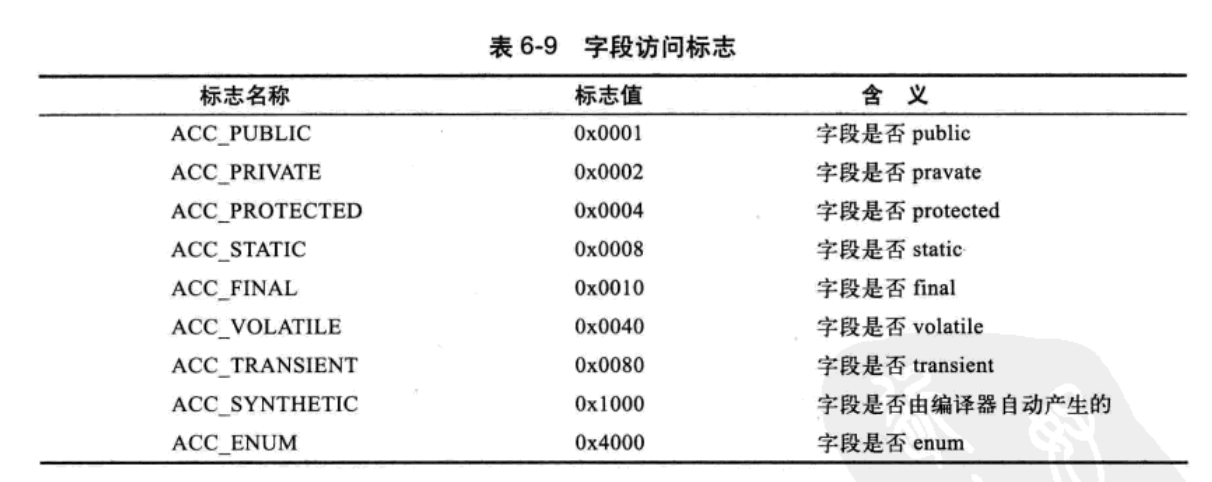 表 6-9 字段访问标志
标志名称 标志值 含 义
ACC_PUBLIC 0x0001 字段是否 public
ACC_PRIVATE 0x0002 字段是否 pravate
ACC_PROTECTED 0x0004 字段是否 protected
ACC_STATIC 0x0008 字段是否 static
ACC_FINAL 0x0010 字段是否 final
ACC_VOLATILE 0x0040 字段是否 volatile
ACC_TRANSIENT 0x0080 字段是否 transient
ACC_SYNTHETIC 0x1000 字段是否由编译器自动产生的
ACC_ENUM 0x4000 字段是否 enum